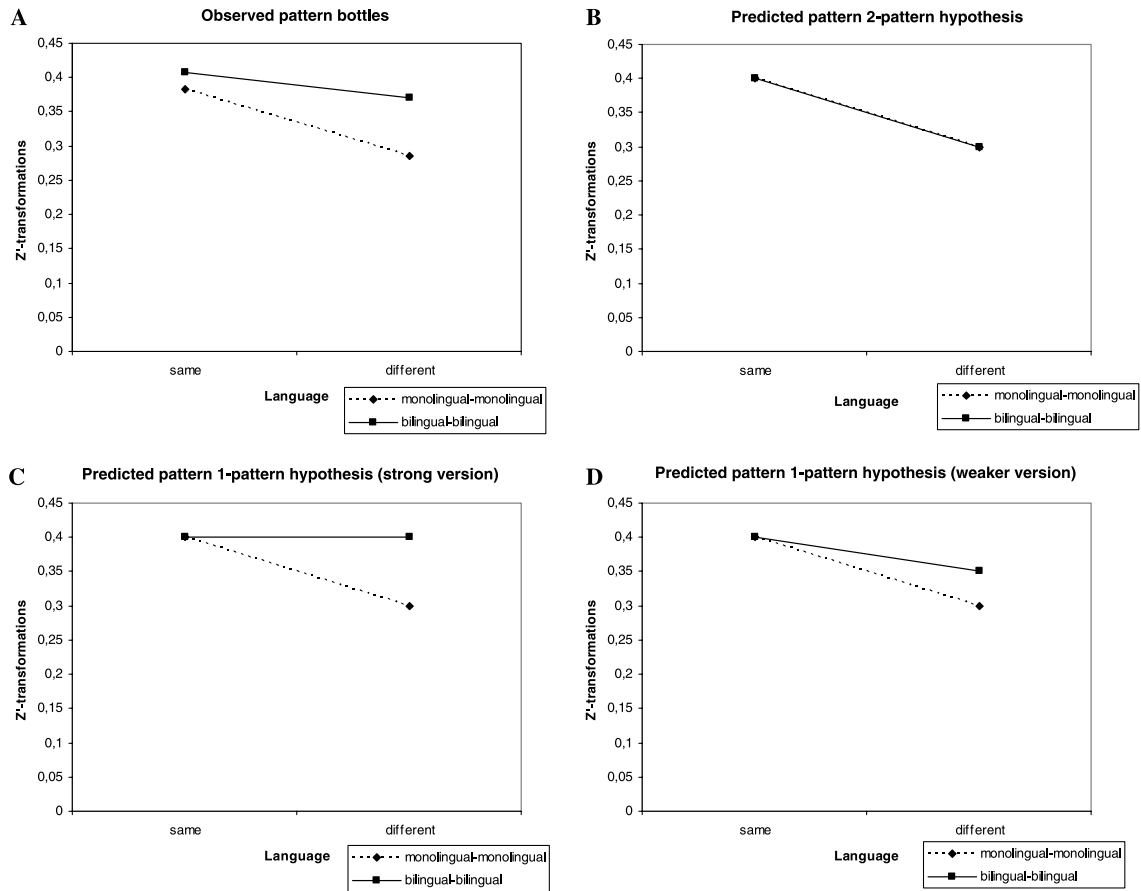 A
Observed pattern bottles
Z'-transformations
0,45
0,4
0,35
0,3
0,25
0,2
0,15
0,1
0,05
0
same
different
Language
monolingual-monolingual
bilingual-bilingual
B
Predicted pattern 2-pattern hypothesis
Z'-transformations
0,45
0,4
0,35
0,3
0,25
0,2
0,15
0,1
0,05
0
same
different
Language
monolingual-monolingual
bilingual-bilingual
C
Predicted pattern 1-pattern hypothesis (strong version)
Z'-transformations
0,45
0,4
0,35
0,3
0,25
0,2
0,15
0,1
0,05
0
same
different
Language
monolingual-monolingual
bilingual-bilingual
D
Predicted pattern 1-pattern hypothesis (weaker version)
Z'-transformations
0,45
0,4
0,35
0,3
0,25
0,2
0,15
0,1
0,05
0
same
different
Language
monolingual-monolingual
bilingual-bilingual